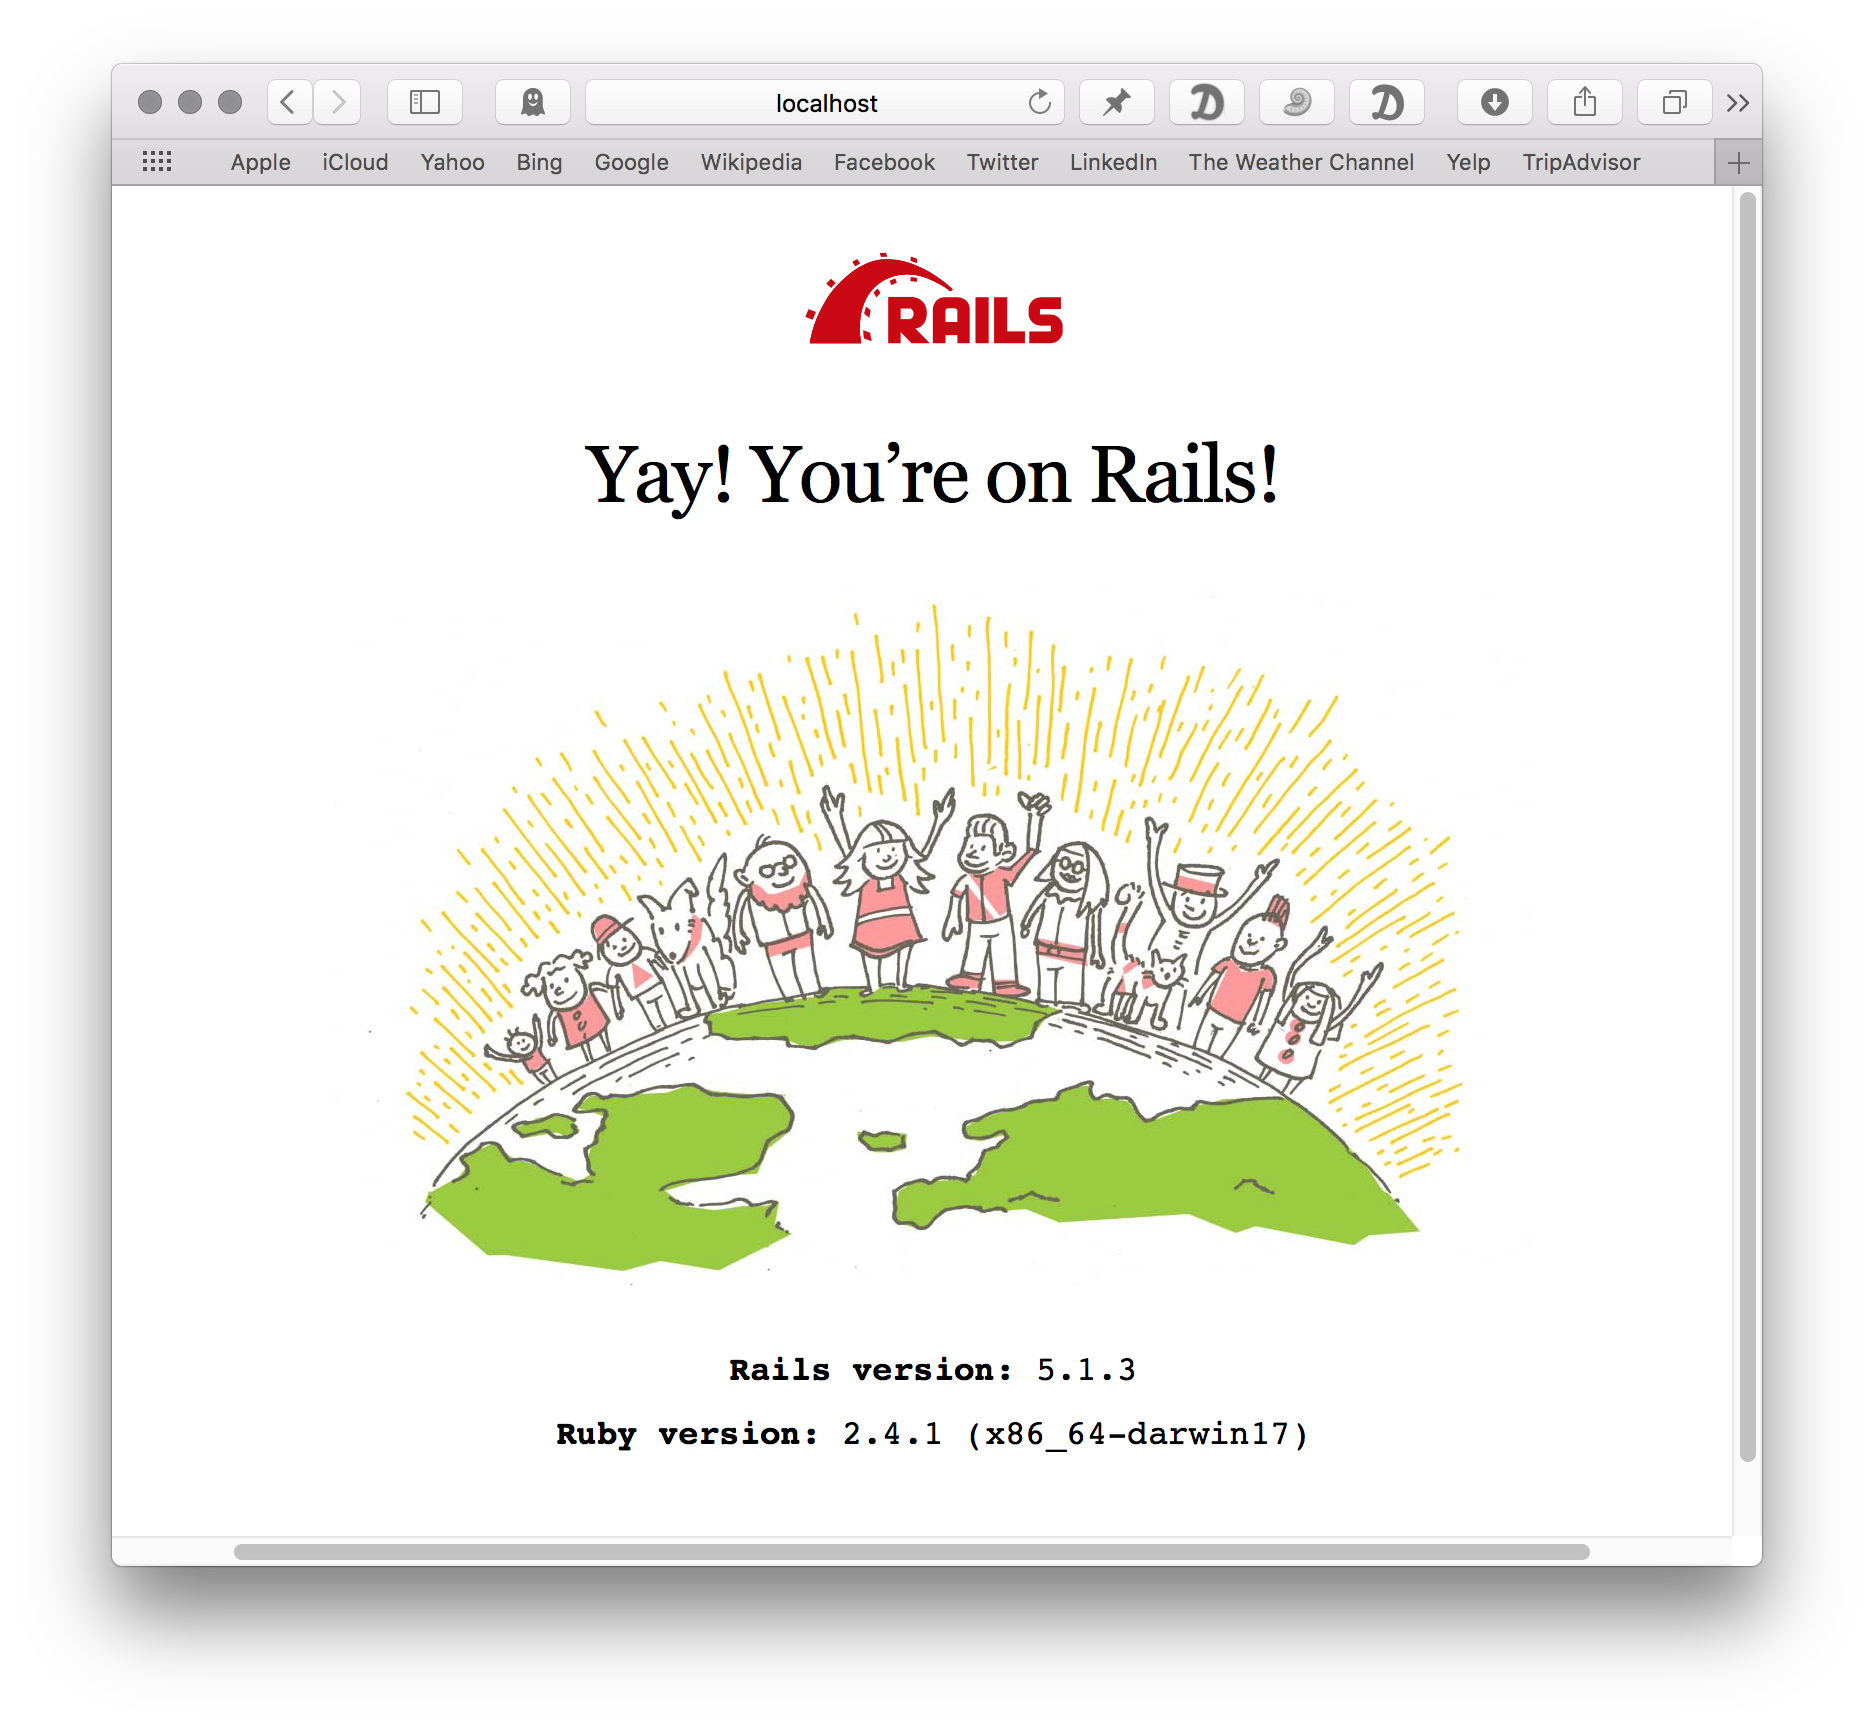 localhost
Apple iCloud Yahoo Bing Google Wikipedia Facebook Twitter LinkedIn The Weather Channel Yelp TripAdvisor
RAILS
Yay! You’re on Rails!
Rails version: 5.1.3
Ruby version: 2.4.1 (x86_64-darwin17)